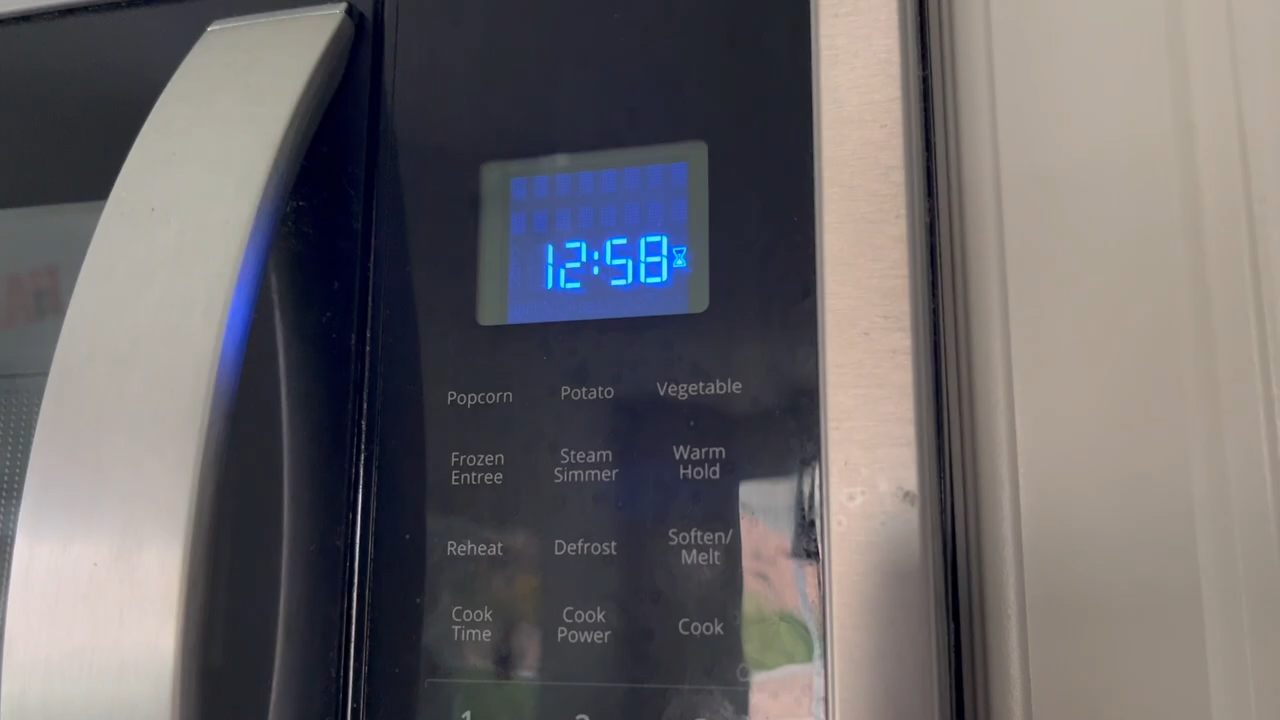 12:58
Popcorn Potato Vegetable
Frozen Entree
Steam Simmer
Warm Hold
Reheat Defrost Soften/Melt
Cook Time
Cook Power
Cook